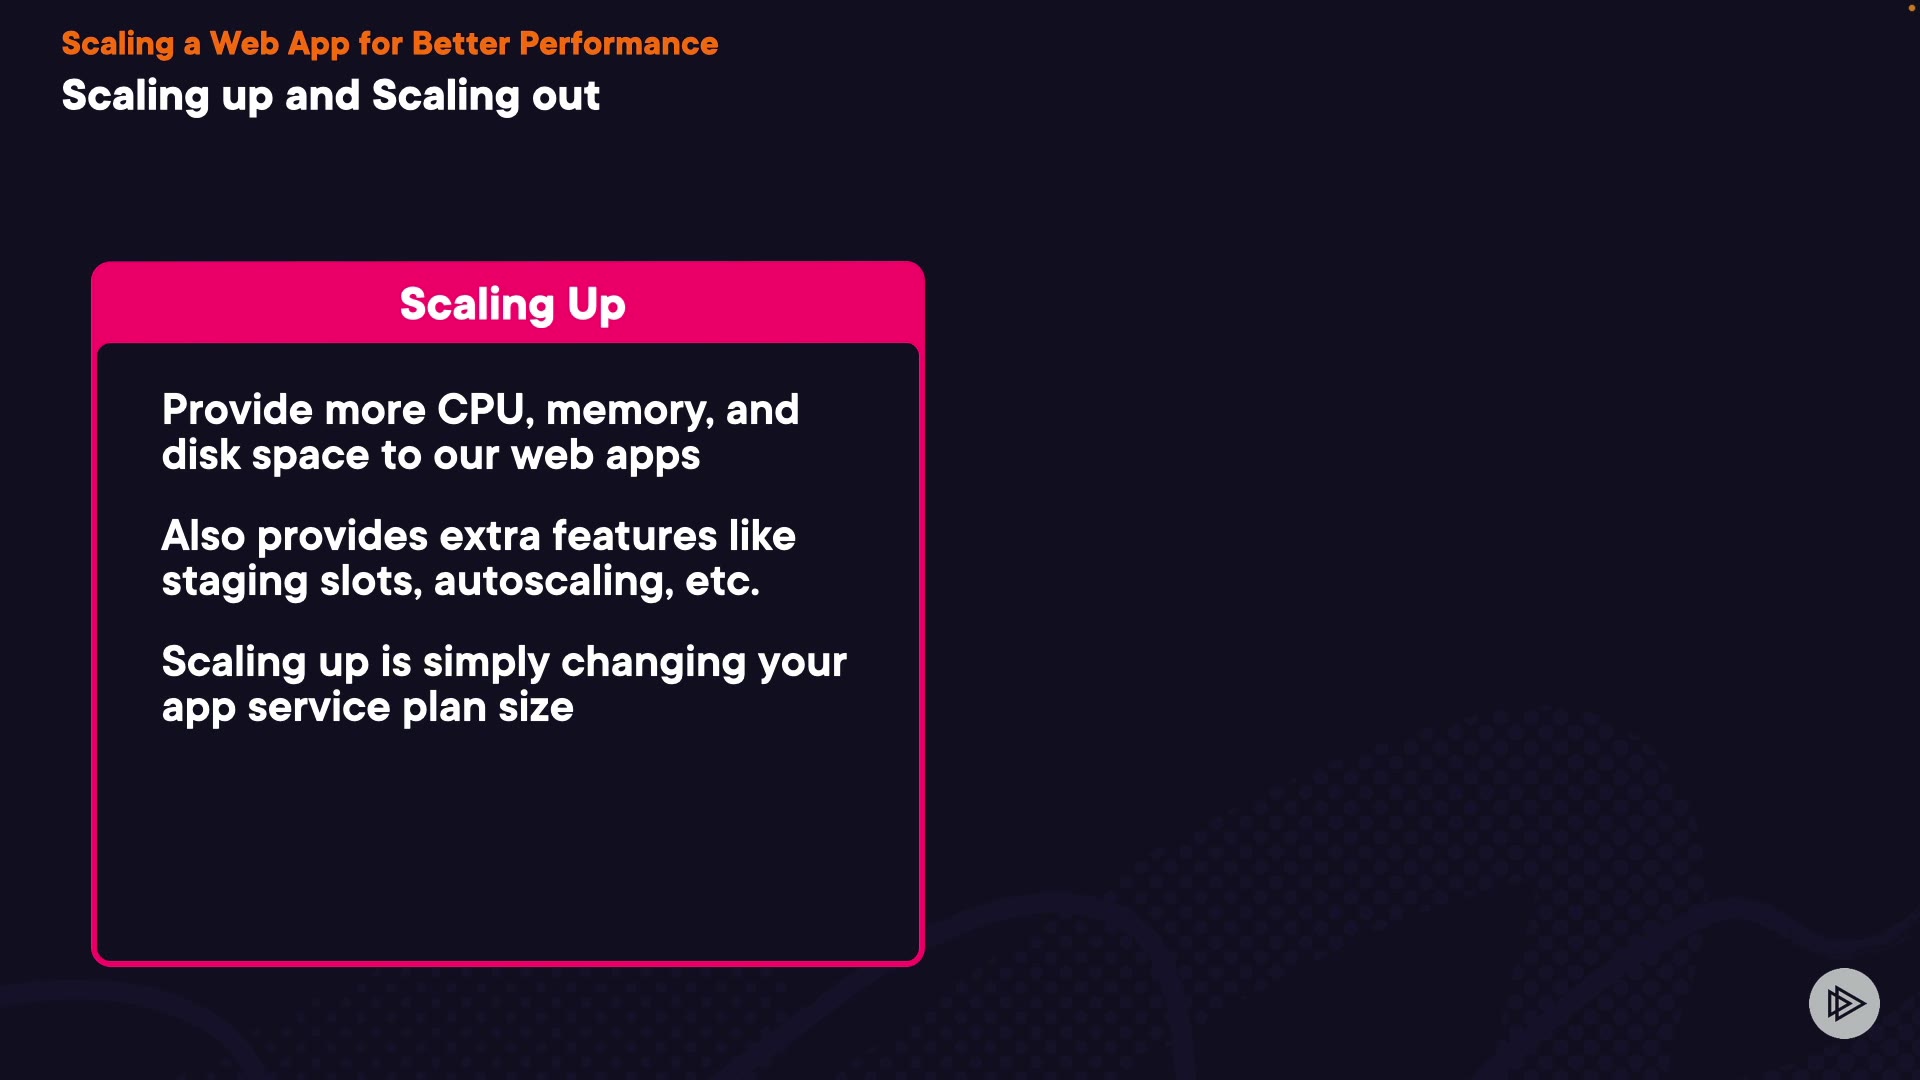 Scaling a Web App for Better Performance
Scaling up and Scaling out
Scaling Up
Provide more CPU, memory, and
disk space to our web apps
Also provides extra features like
staging slots, autoscaling, etc.
Scaling up is simply changing your
app service plan size